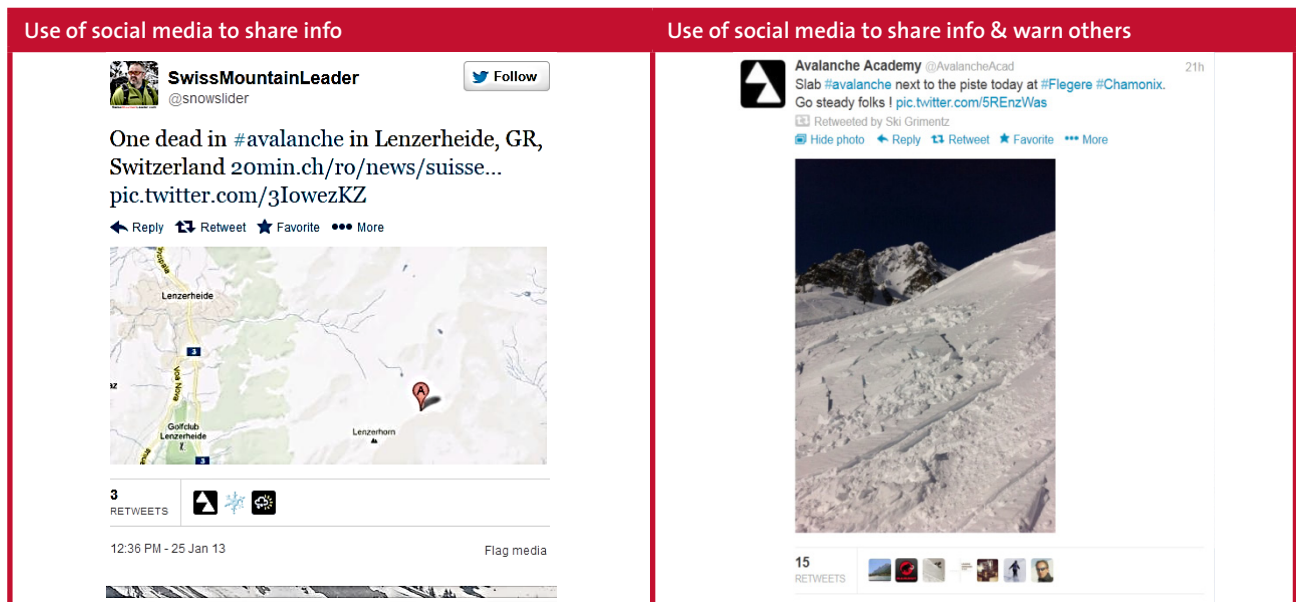 Use of social media to share info
SwissMountainLeader
@snowslider
Follow
One dead in #avalanche in Lenzerheide, GR,
Switzerland 20min.ch/ro/news/suisse...
pic.twitter.com/3IowezKZ
Reply Retweet Favorite More
Lenzerheide
3
Voa Nova
Golfclub
Lenzerheide
3
Lenzerhorn
A
3
RETWEETS
12:36 PM - 25 Jan 13
Flag media
Use of social media to share info & warn others
Avalanche Academy @AvalancheAcad 21h
Slab #avalanche next to the piste today at #Flegere #Chamonix.
Go steady folks ! pic.twitter.com/5REnzWas
Retweeted by Ski Grimentz
Hide photo Reply Retweet Favorite More
15
RETWEETS